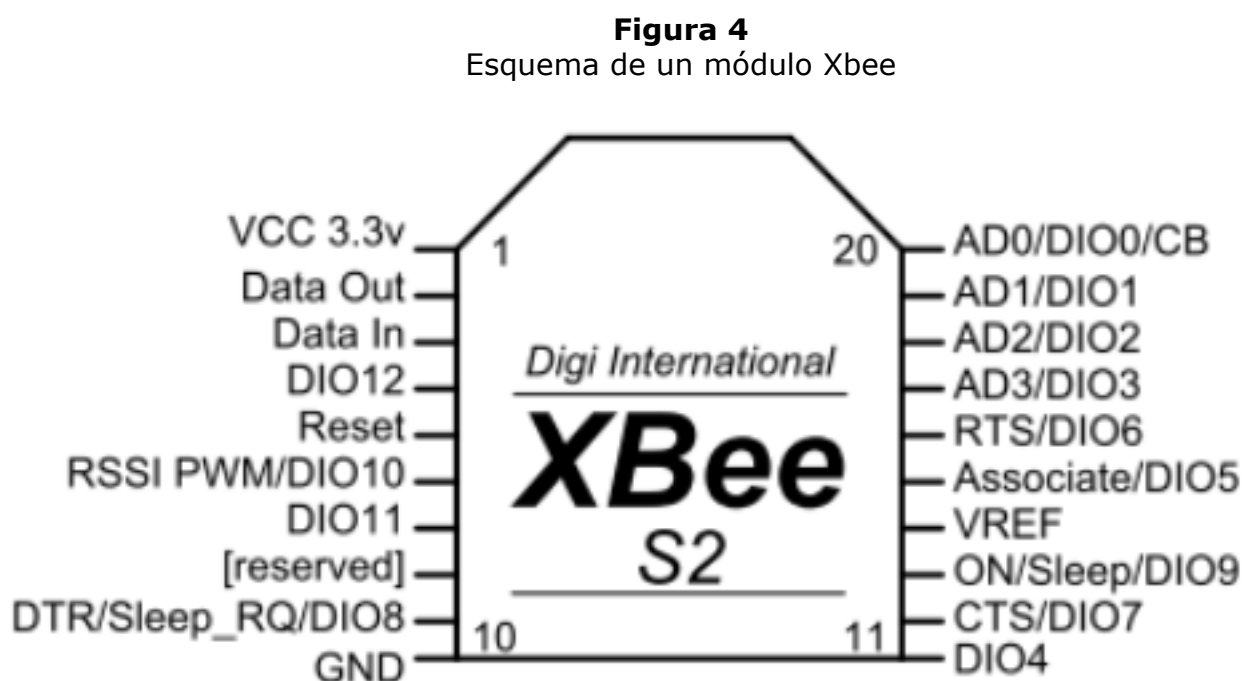 Figura 4
Esquema de un módulo Xbee
VCC 3.3v
Data Out
Data In
DIO12
Reset
RSSI PWM/DIO10
DIO11
[reserved]
DTR/Sleep_RQ/DIO8
GND
1
20
Digi International
XBee
S2
10
11
AD0/DIO0/CB
AD1/DIO1
AD2/DIO2
AD3/DIO3
RTS/DIO6
Associate/DIO5
VREF
ON/Sleep/DIO9
CTS/DIO7
DIO4